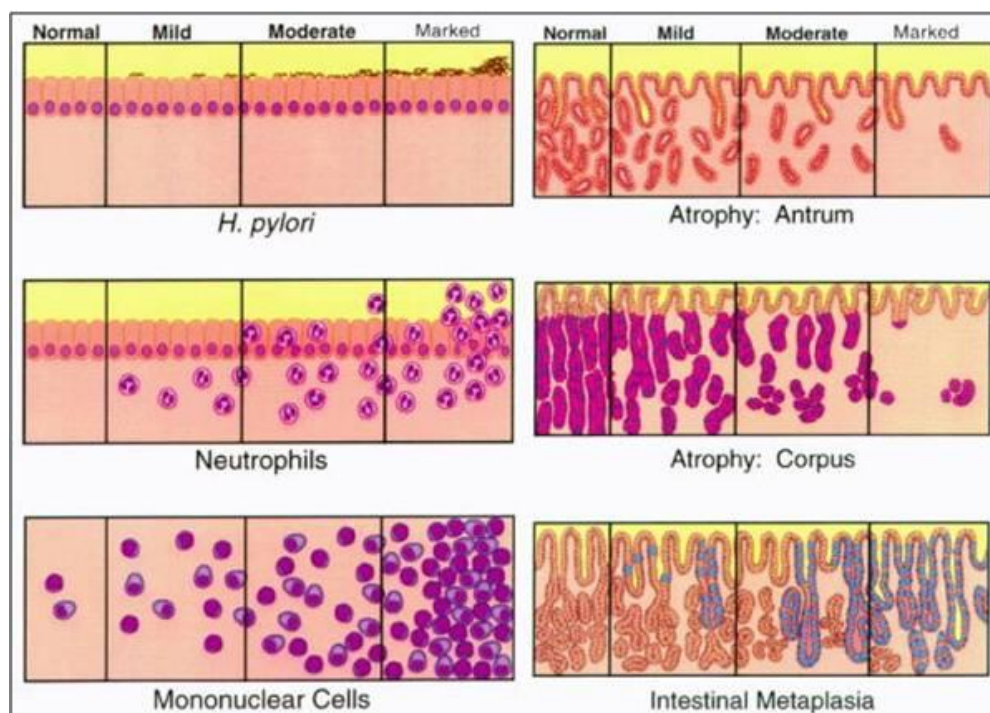 Normal Mild Moderate Marked
H. pylori
Neutrophils
Mononuclear Cells
Normal Mild Moderate Marked
Atrophy: Antrum
Atrophy: Corpus
Intestinal Metaplasia